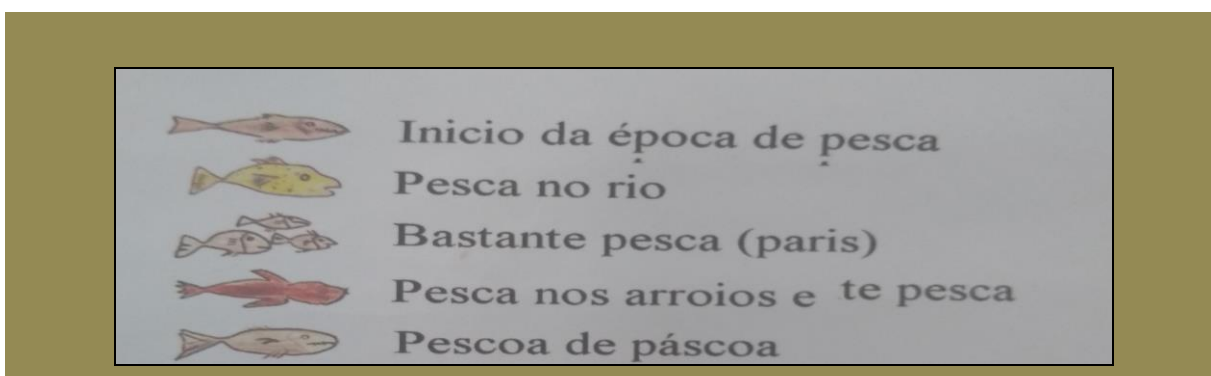 Inicio da época de pesca
Pesca no rio
Bastante pesca (paris)
Pesca nos arroios e te pesca
Pescoa de páscoa